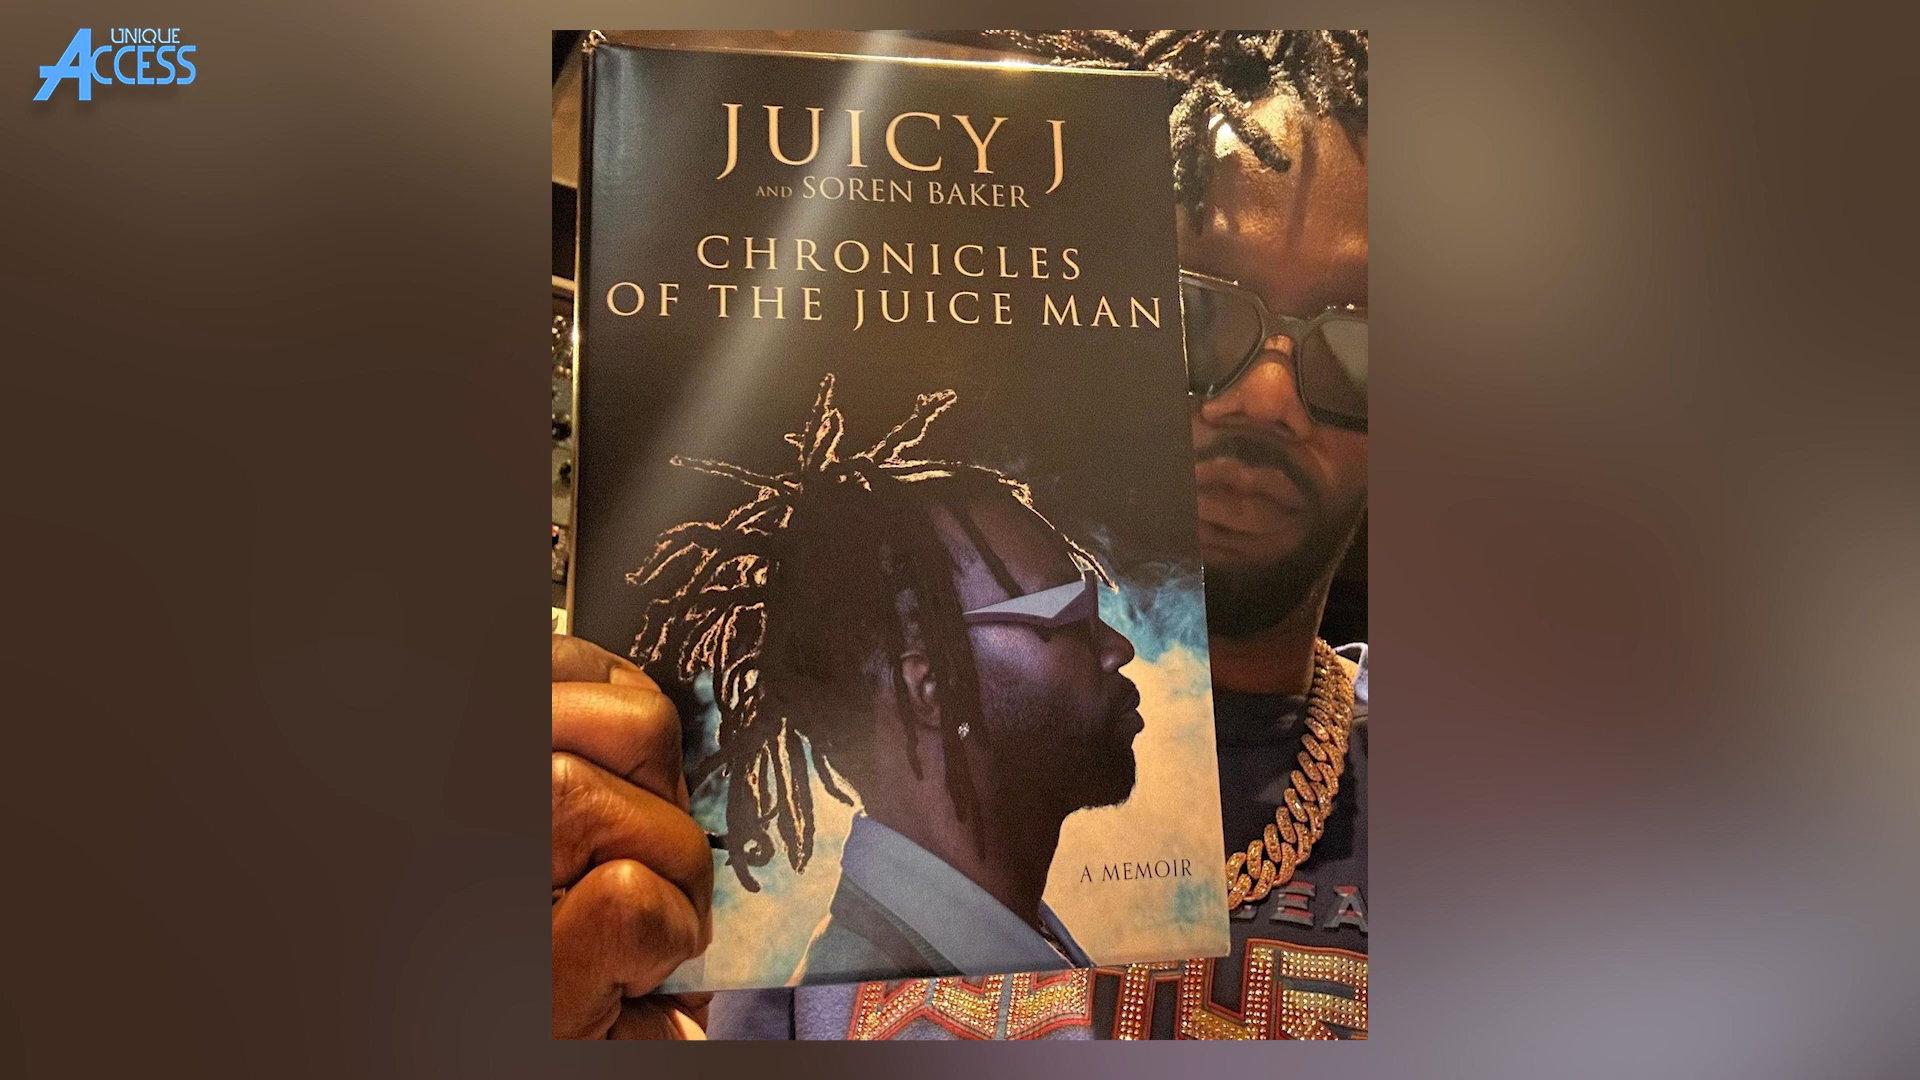 UNIQUE
ACCESS
JUICY J
AND SOREN BAKER
CHRONICLES
OF THE JUICE MAN
A MEMOIR